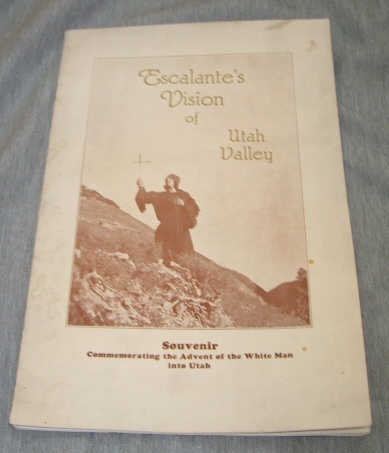 Escalante's
Vision
of
Utah
Valley
Souvenir
Commemorating the Advent of the White Man
into Utah